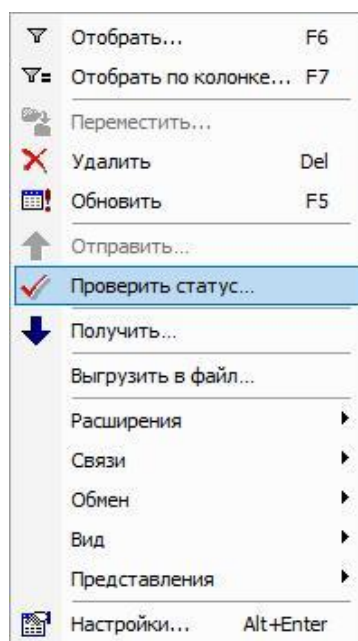 Отобрать... F6
Отобрать по колонке... F7
Переместить...
Удалить Del
Обновить F5
Отправить...
Проверить статус...
Получить...
Выгрузить в файл...
Расширения
Связи
Обмен
Вид
Представления
Настройки... Alt+Enter